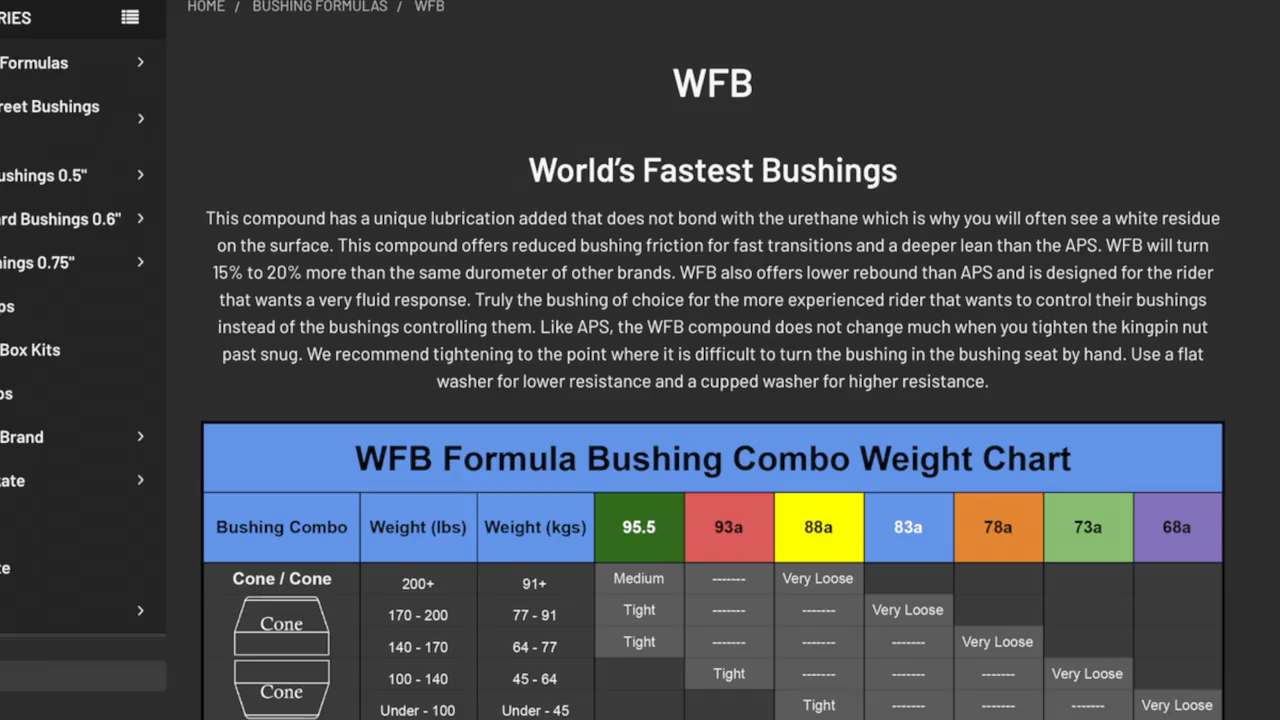 HOME / BUSHING FORMULAS / WFB
RIES
Formulas
reet Bushings
ushings 0.5"
rd Bushings 0.6"
ings 0.75"
ps
Box Kits
os
Brand
ate
te
WFB
World's Fastest Bushings
This compound has a unique lubrication added that does not bond with the urethane which is why you will often see a white residue
on the surface. This compound offers reduced bushing friction for fast transitions and a deeper lean than the APS. WFB will turn
15% to 20% more than the same durometer of other brands. WFB also offers lower rebound than APS and is designed for the rider
that wants a very fluid response. Truly the bushing of choice for the more experienced rider that wants to control their bushings
instead of the bushings controlling them. Like APS, the WFB compound does not change much when you tighten the kingpin nut
past snug. We recommend tightening to the point where it is difficult to turn the bushing in the bushing seat by hand. Use a flat
washer for lower resistance and a cupped washer for higher resistance.
WFB Formula Bushing Combo Weight Chart
Bushing Combo Weight (lbs) Weight (kgs) 95.5 93a 88a 83a 78a 73a 68a
Cone / Cone 200+ 91+ Medium ------- Very Loose
Cone 170 - 200 77 - 91 Tight ------- ------- Very Loose
140 - 170 64 - 77 Tight ------- ------- ------- Very Loose
100 - 140 45 - 64 Tight ------- ------- ------- Very Loose
Cone Under - 100 Under - 45 Tight ------- ------- ------- Very Loose